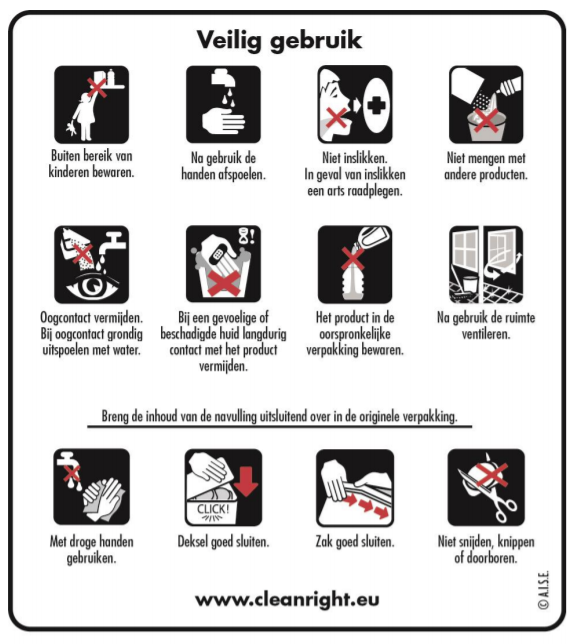 Veilig gebruik
Buiten bereik van
kinderen bewaren.
Na gebruik de
handen afspoelen.
Niet inslikken.
In geval van inslikken
een arts raadplegen.
Niet mengen met
andere producten.
Oogcontact vermijden.
Bij oogcontact grondig
uitspoelen met water.
!
Bij een gevoelige of
beschadigde huid langdurig
contact met het product
vermijden.
Het product in de
oorspronkelijke
verpakking bewaren.
Na gebruik de ruimte
ventileren.
Breng de inhoud van de navulling uitsluitend over in de originele verpakking.
Met droge handen
gebruiken.
CLICK!
Deksel goed sluiten.
Zak goed sluiten.
Niet snijden, knippen
of doorboren.
www.cleanright.eu
© A.I.S.E.